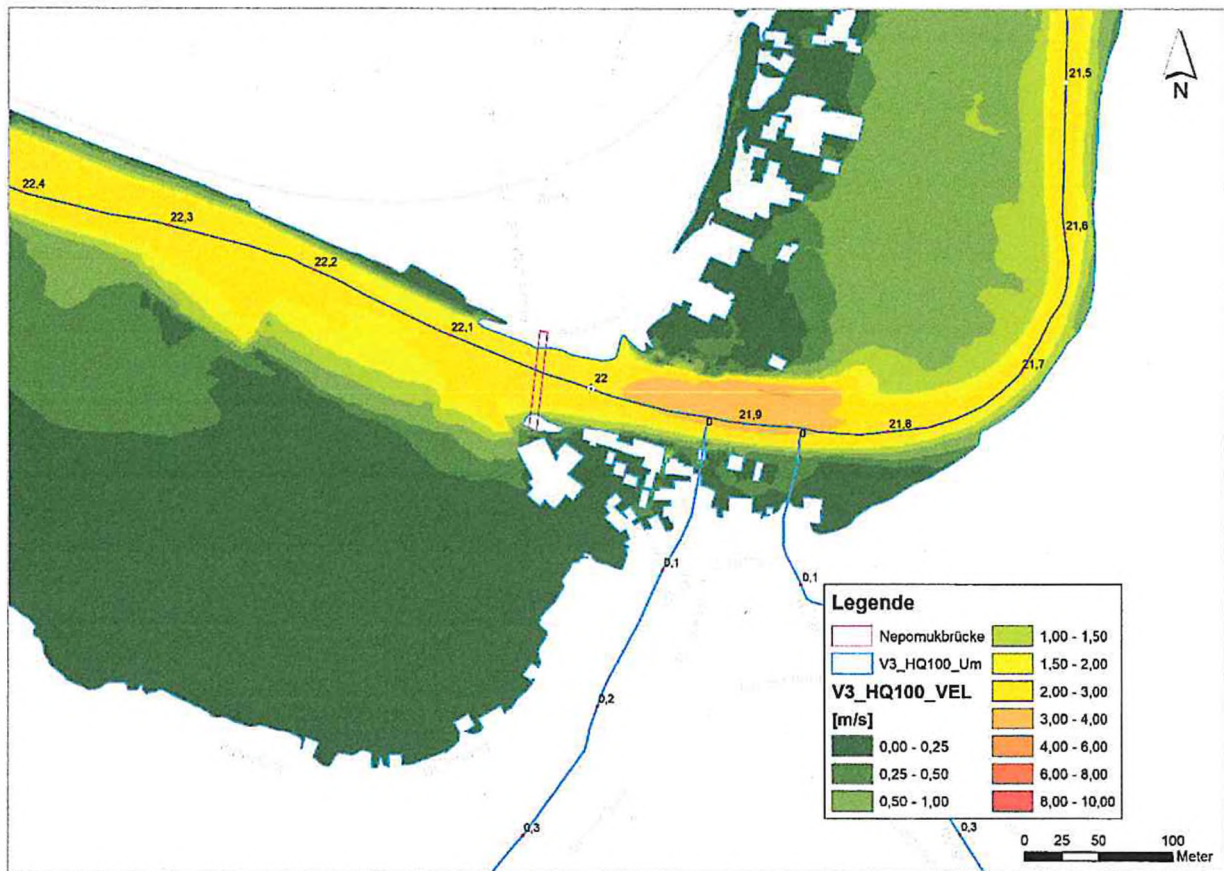 N
21,5
22,4
22,3
21,6
22,2
22,1
21,7
22
21,9
21,8
0
0
0,1
0,1
0,2
0,3
0,3
Legende
Nepomukbrücke
V3_HQ100_Um
V3_HQ100_VEL
[m/s]
0,00 - 0,25
0,25 - 0,50
0,50 - 1,00
1,00 - 1,50
1,50 - 2,00
2,00 - 3,00
3,00 - 4,00
4,00 - 6,00
6,00 - 8,00
8,00 - 10,00
0 25 50 100
Meter